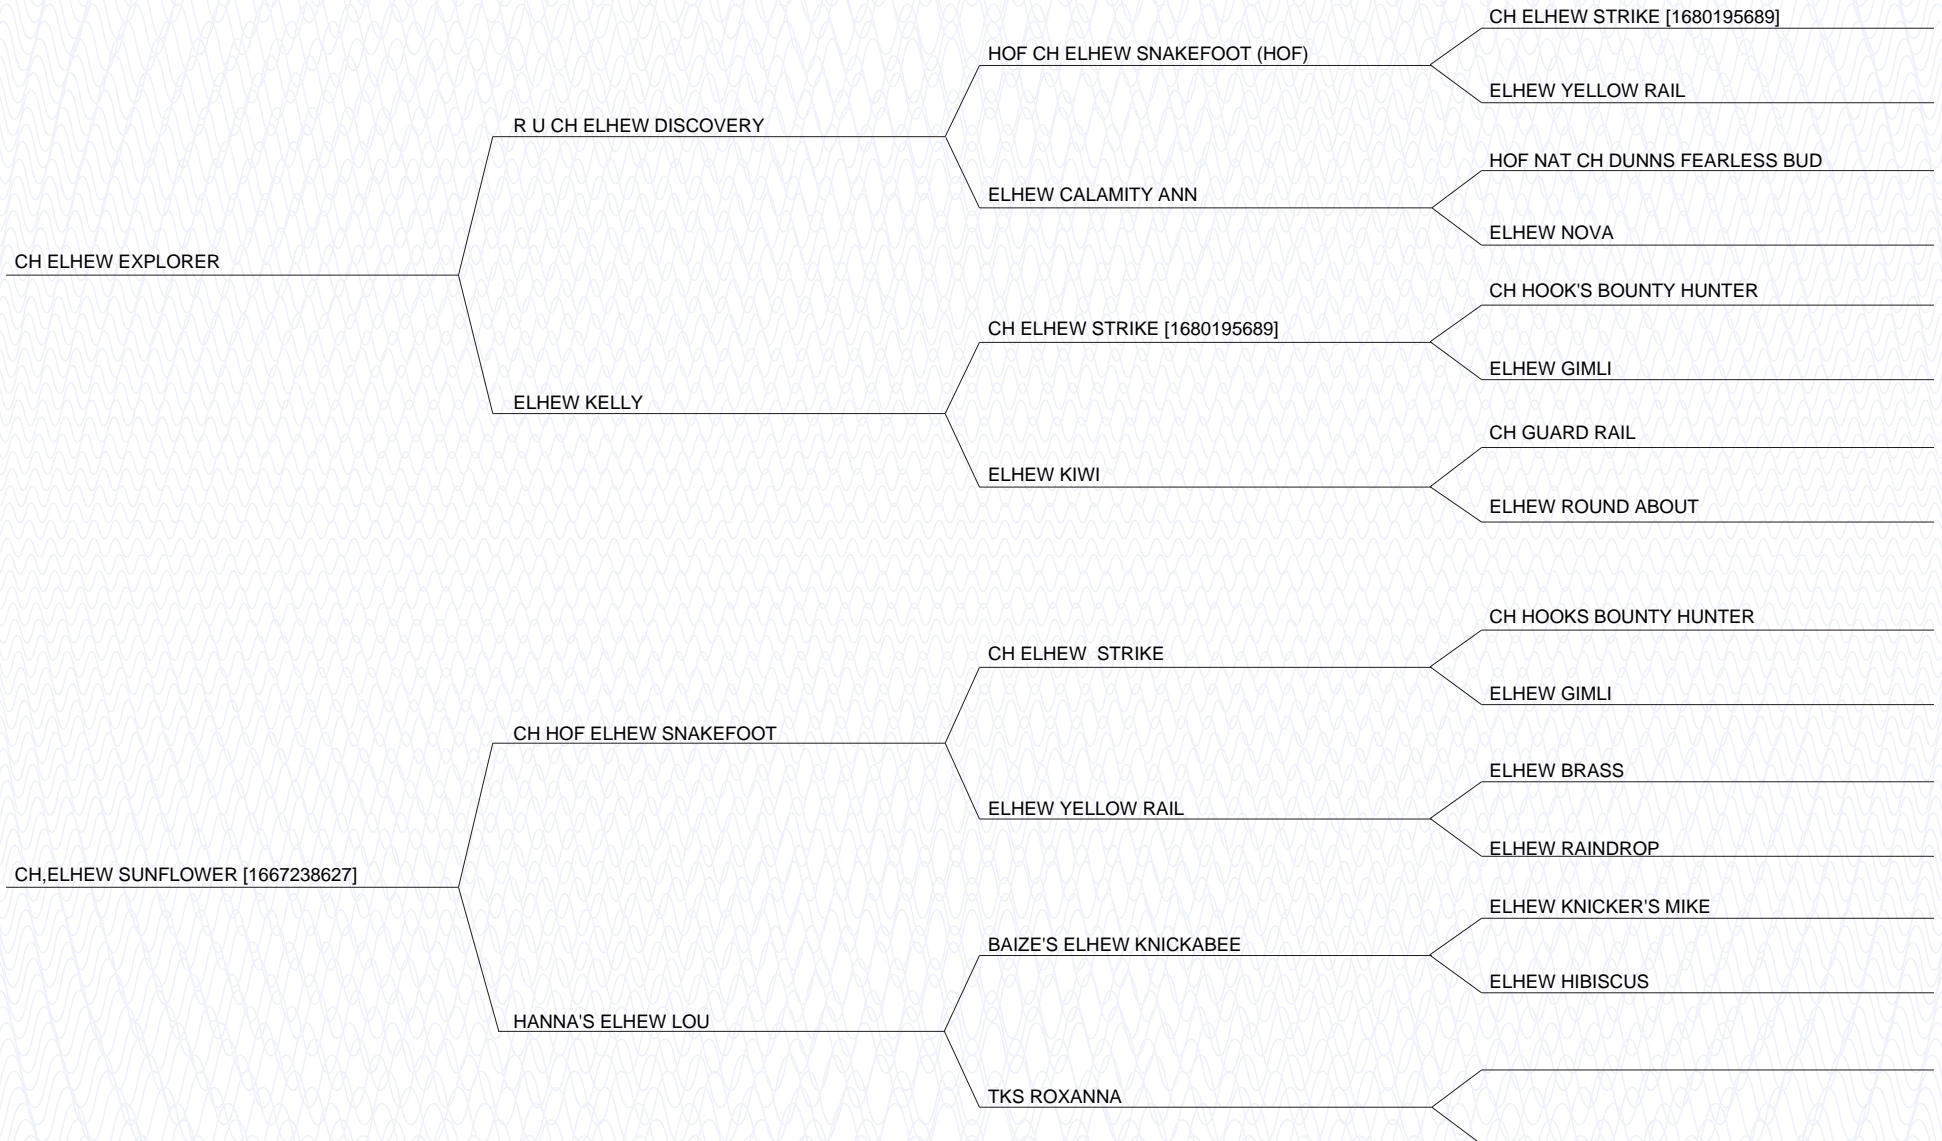 CH ELHEW STRIKE [1680195689]
HOF CH ELHEW SNAKEFOOT (HOF)
ELHEW YELLOW RAIL
R U CH ELHEW DISCOVERY
HOF NAT CH DUNNS FEARLESS BUD
ELHEW CALAMITY ANN
ELHEW NOVA
CH ELHEW EXPLORER
CH HOOK'S BOUNTY HUNTER
CH ELHEW STRIKE [1680195689]
ELHEW GIMLI
ELHEW KELLY
CH GUARD RAIL
ELHEW KIWI
ELHEW ROUND ABOUT
CH HOOKS BOUNTY HUNTER
CH ELHEW  STRIKE
ELHEW GIMLI
CH HOF ELHEW SNAKEFOOT
ELHEW BRASS
ELHEW YELLOW RAIL
ELHEW RAINDROP
CH,ELHEW SUNFLOWER [1667238627]
ELHEW KNICKER'S MIKE
BAIZE'S ELHEW KNICKABEE
ELHEW HIBISCUS
HANNA'S ELHEW LOU
TKS ROXANNA